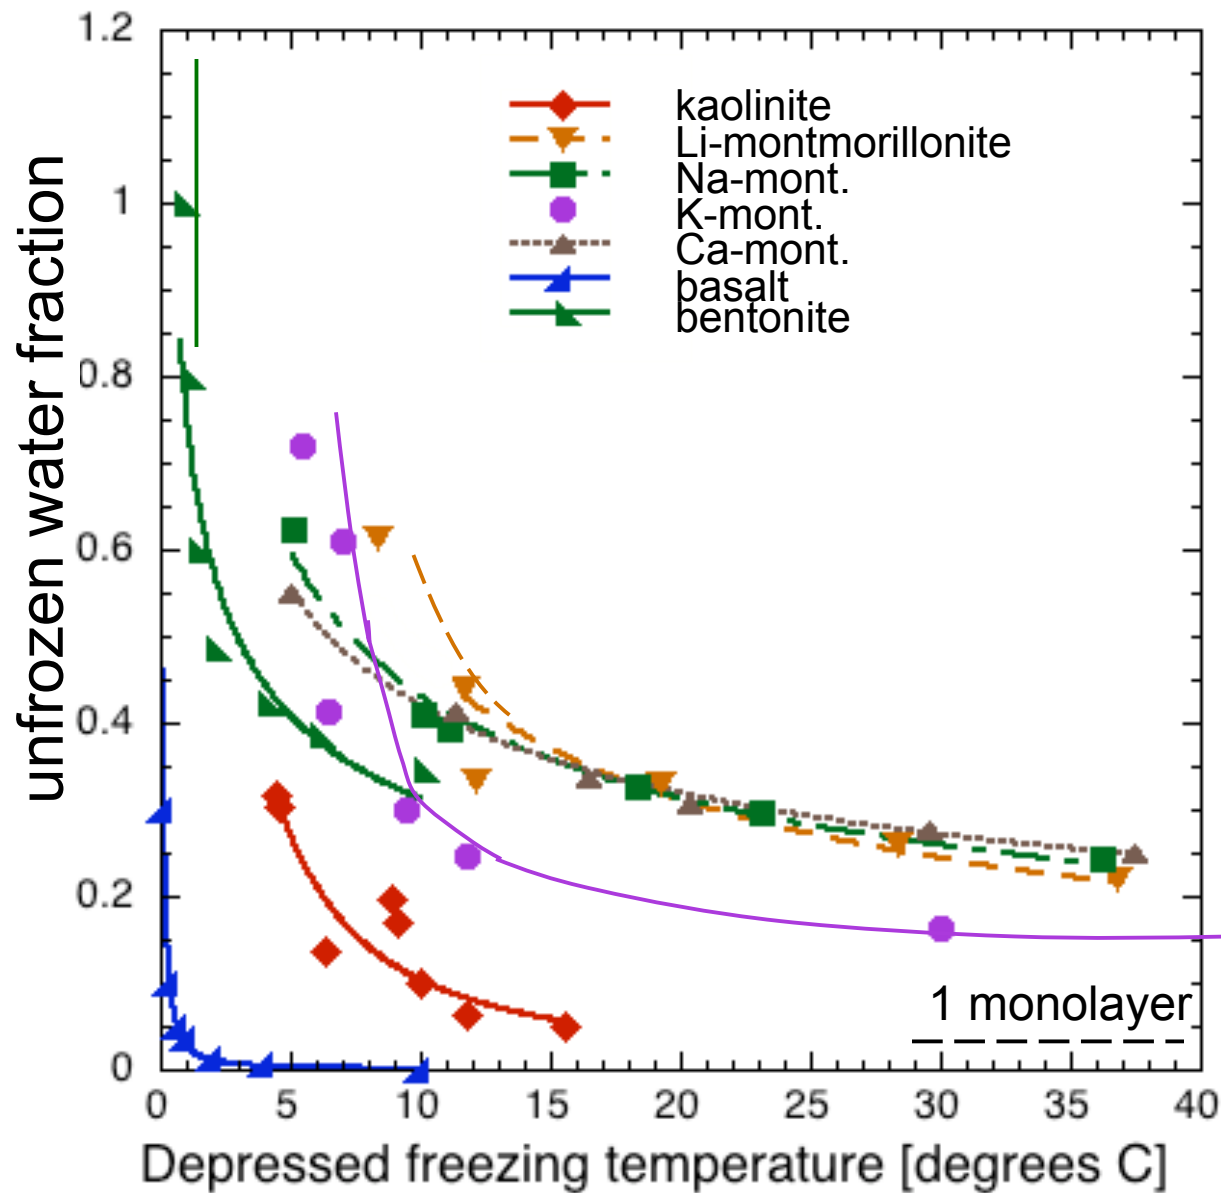 1.2
1
0.8
0.6
0.4
0.2
0
unfrozen water fraction
kaolinite
Li-montmorillonite
Na-mont.
K-mont.
Ca-mont.
basalt
bentonite
1 monolayer
0 5 10 15 20 25 30 35 40
Depressed freezing temperature [degrees C]